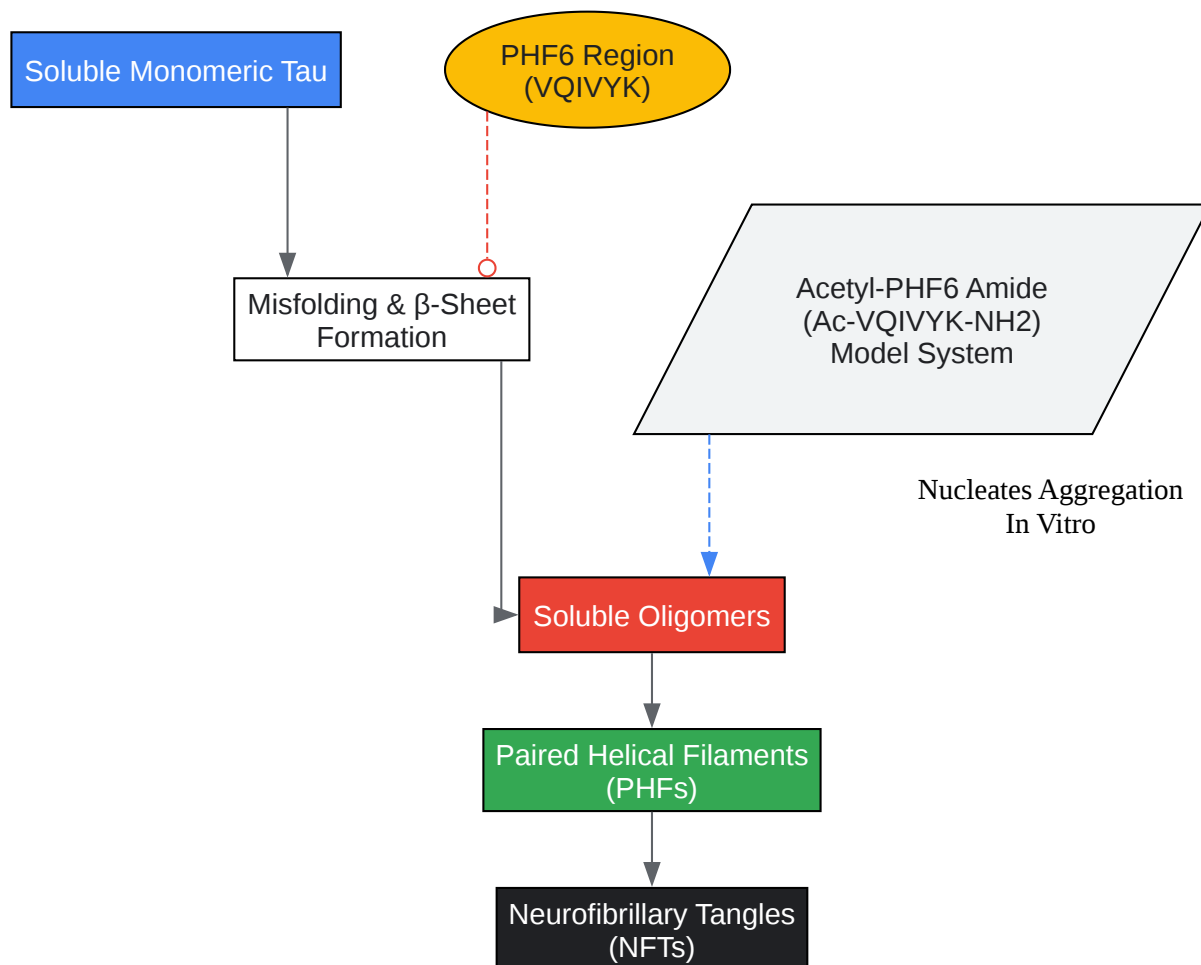 Soluble Monomeric Tau
PHF6 Region
(VQIVYK)
Misfolding & β-Sheet
Formation
Acetyl-PHF6 Amide
(Ac-VQIVYK-NH2)
Model System
Nucleates Aggregation
In Vitro
Soluble Oligomers
Paired Helical Filaments
(PHFs)
Neurofibrillary Tangles
(NFTs)